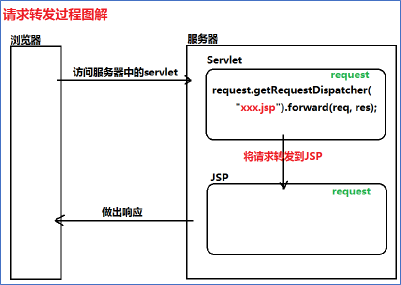 请求转发过程图解
浏览器
服务器
访问服务器中的servlet
Servlet
request
request.getRequestDispatcher(
"xxx.jsp").forward(req, res);
将请求转发到JSP
JSP
request
做出响应